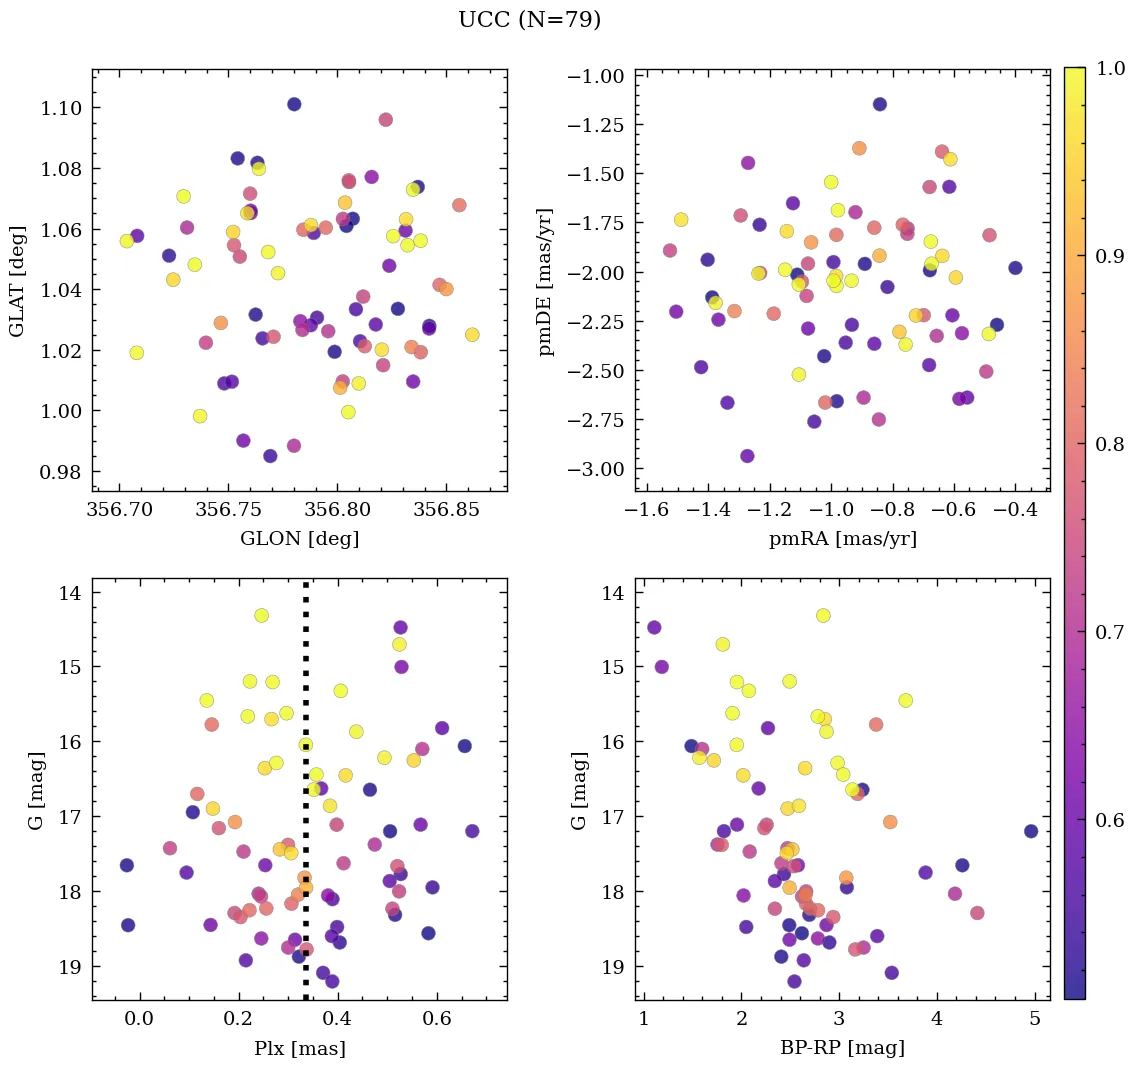 UCC (N=79)
1.10
1.08
1.06
1.04
1.02
1.00
0.98
GLAT [deg]
356.70 356.75 356.80 356.85
GLON [deg]
−1.00
−1.25
−1.50
−1.75
−2.00
−2.25
−2.50
−2.75
−3.00
pmDE [mas/yr]
−1.6 −1.4 −1.2 −1.0 −0.8 −0.6 −0.4
pmRA [mas/yr]
1.0
0.9
0.8
0.7
0.6
14
15
16
17
18
19
G [mag]
0.0 0.2 0.4 0.6
Plx [mas]
14
15
16
17
18
19
G [mag]
1 2 3 4 5
BP-RP [mag]